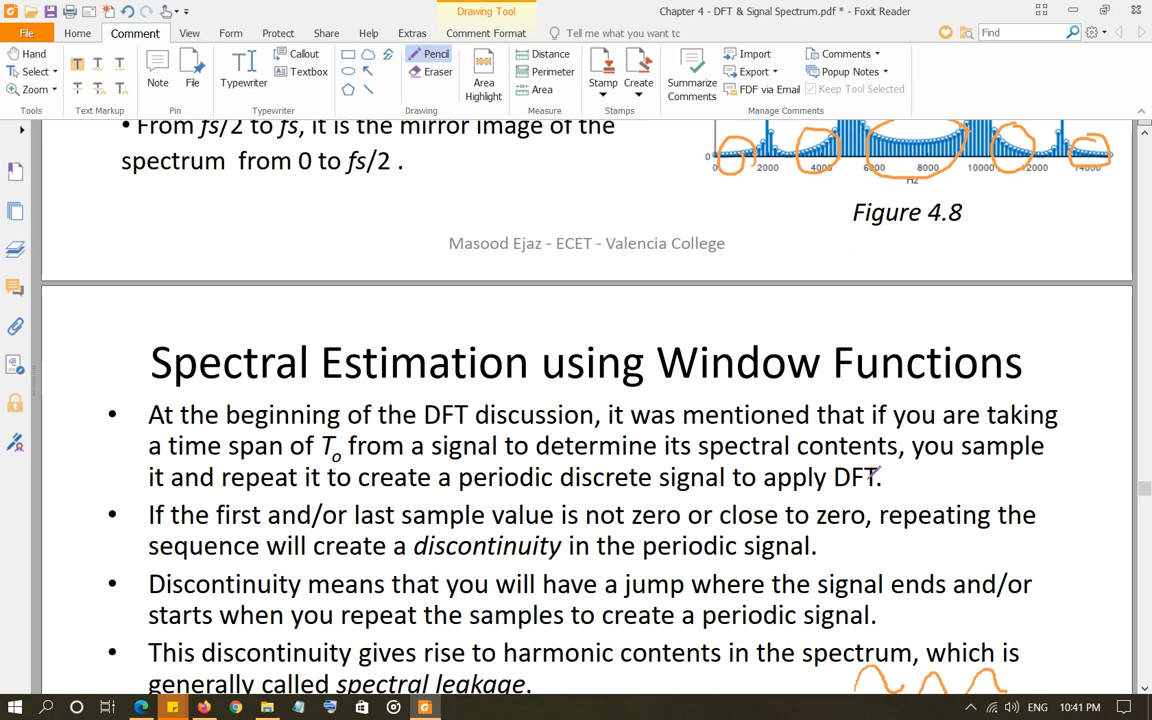 Drawing Tool
Chapter 4 - DFT & Signal Spectrum.pdf * - Foxit Reader
File Home Comment View Form Protect Share Help Extras Comment Format Tell me what you want to do Find
Hand
Select
Zoom
Tools
Text Markup
Note
File
Pin
Typewriter
Callout
Textbox
Typewriter
Pencil
Eraser
Area
Highlight
Drawing
Distance
Perimeter
Area
Measure
Stamp
Create
Stamps
Summarize
Comments
Import
Export
FDF via Email
Comments
Popup Notes
Keep Tool Selected
Manage Comments
• From fs/2 to fs, it is the mirror image of the
spectrum from 0 to fs/2 .
0
0 2000 4000 6000 8000 10000 12000 14000
Hz
Figure 4.8
Masood Ejaz - ECET - Valencia College
Spectral Estimation using Window Functions
• At the beginning of the DFT discussion, it was mentioned that if you are taking
a time span of To from a signal to determine its spectral contents, you sample
it and repeat it to create a periodic discrete signal to apply DFT.
• If the first and/or last sample value is not zero or close to zero, repeating the
sequence will create a discontinuity in the periodic signal.
• Discontinuity means that you will have a jump where the signal ends and/or
starts when you repeat the samples to create a periodic signal.
• This discontinuity gives rise to harmonic contents in the spectrum, which is
generally called spectral leakage.
ENG 10:41 PM